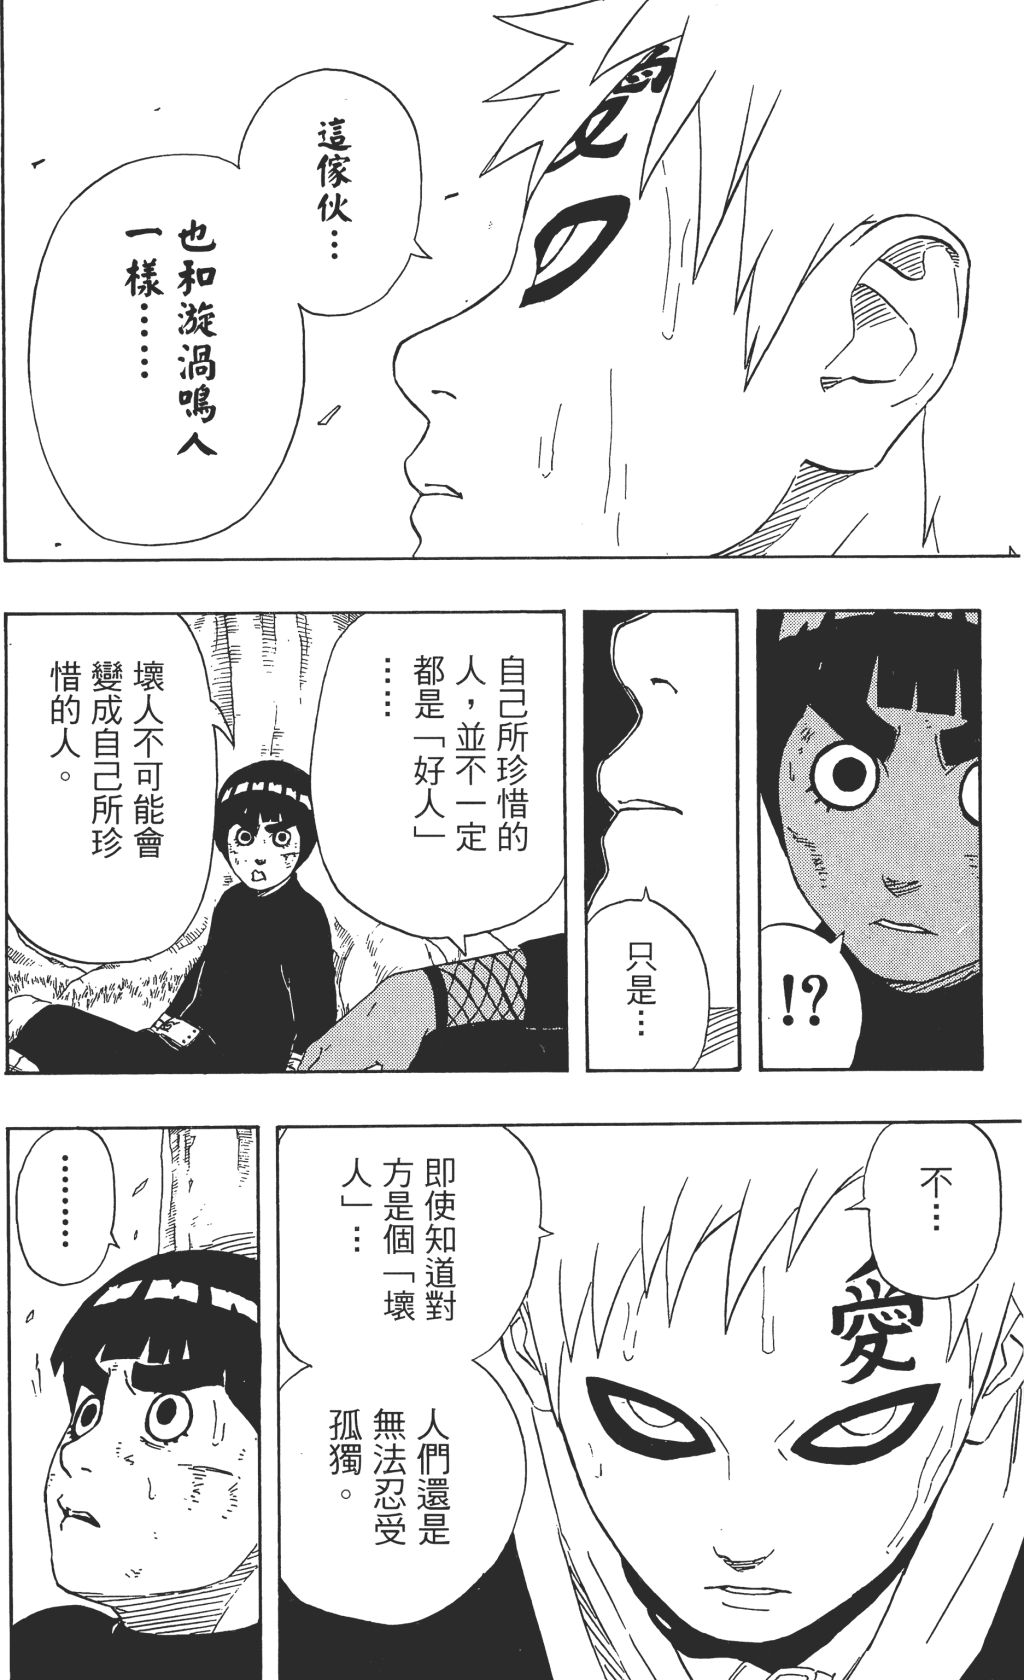 這傢伙…
也和漩渦鳴人
一樣……
愛
!?
只是…
自己所珍惜的
人，並不一定
都是「好人」
……
壞人不可能會
變成自己所珍
惜的人。
不…
愛
即使知道對
方是個「壞
人」…
人們還是
無法忍受
孤獨。
………